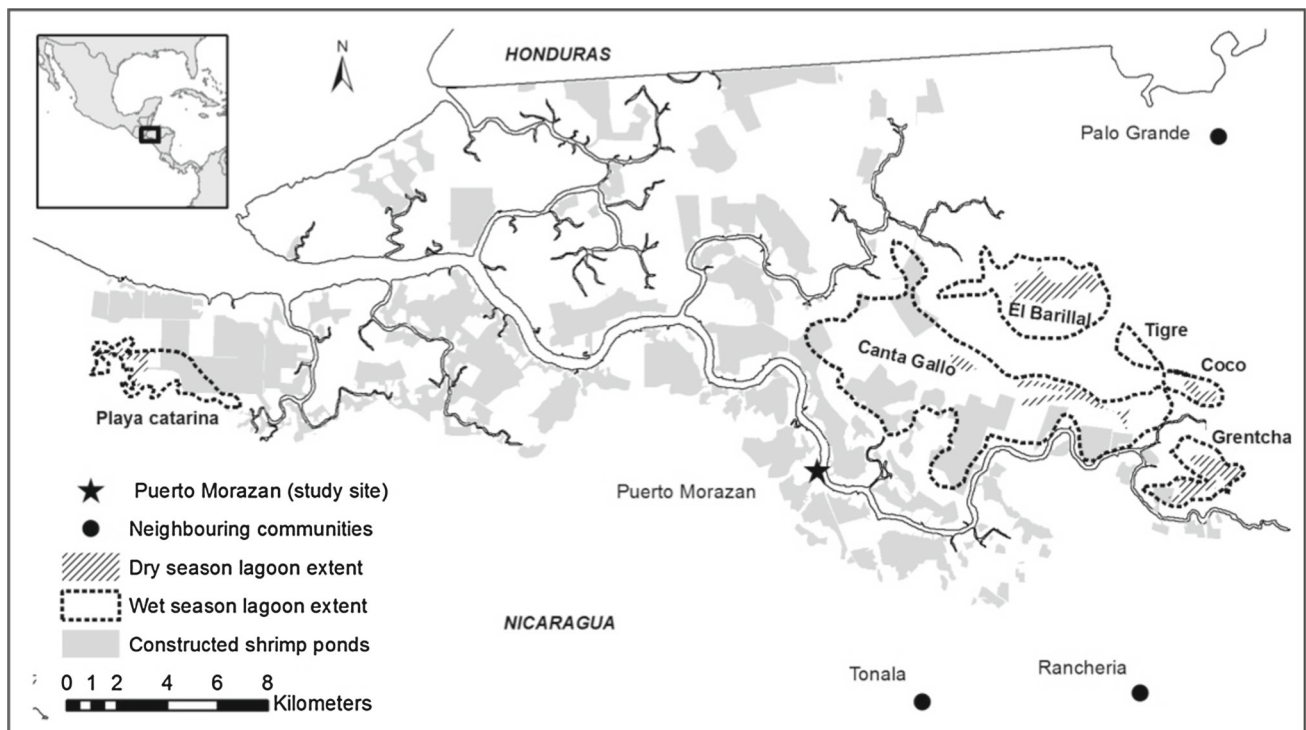 HONDURAS
N
Palo Grande
El Barillal
Tigre
Canta Gallo
Coco
Playa catarina
Grentcha
Puerto Morazan (study site)
Puerto Morazan
Neighbouring communities
Dry season lagoon extent
Wet season lagoon extent
NICARAGUA
Constructed shrimp ponds
Tonala
Rancheria
0 1 2 4 6 8
Kilometers